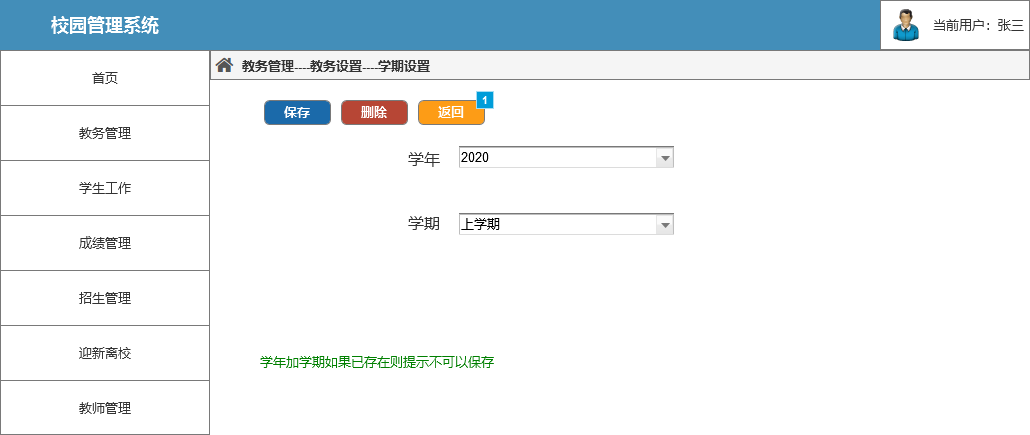 校园管理系统
当前用户：张三
首页
教务管理
学生工作
成绩管理
招生管理
迎新离校
教师管理
教务管理----教务设置----学期设置
保存
删除
返回
1
学年
2020
学期
上学期
学年加学期如果已存在则提示不可以保存